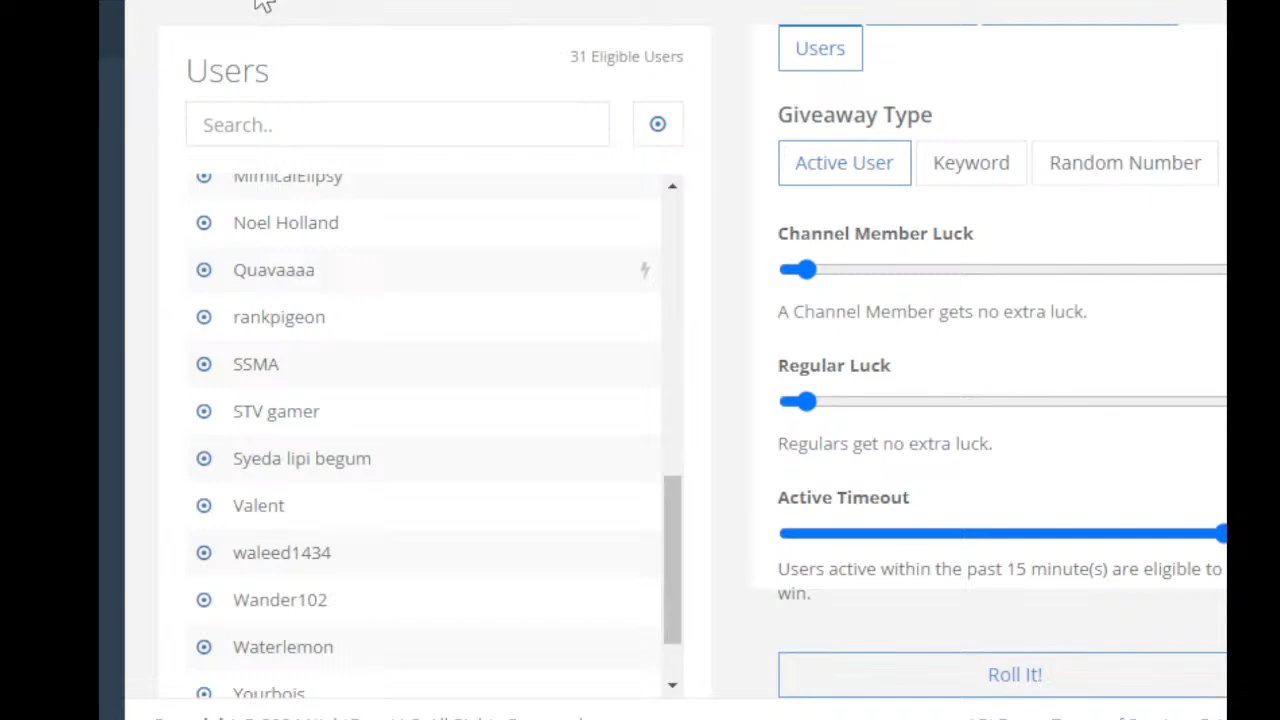 Users
31 Eligible Users
Search..
MimicalElipsy
Noel Holland
Quavaaaa
rankpigeon
SSMA
STV gamer
Syeda lipi begum
Valent
waleed1434
Wander102
Waterlemon
Yourbois
Users
Giveaway Type
Active User
Keyword
Random Number
Channel Member Luck
A Channel Member gets no extra luck.
Regular Luck
Regulars get no extra luck.
Active Timeout
Users active within the past 15 minute(s) are eligible to
win.
Roll It!